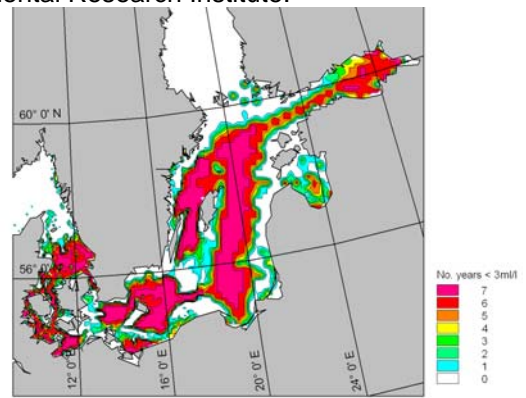 ental Research Institute.
60° 0' N
56° 0' N
12° 0' E
16° 0' E
20° 0' E
24° 0' E
No. years < 3ml/l
7
6
5
4
3
2
1
0